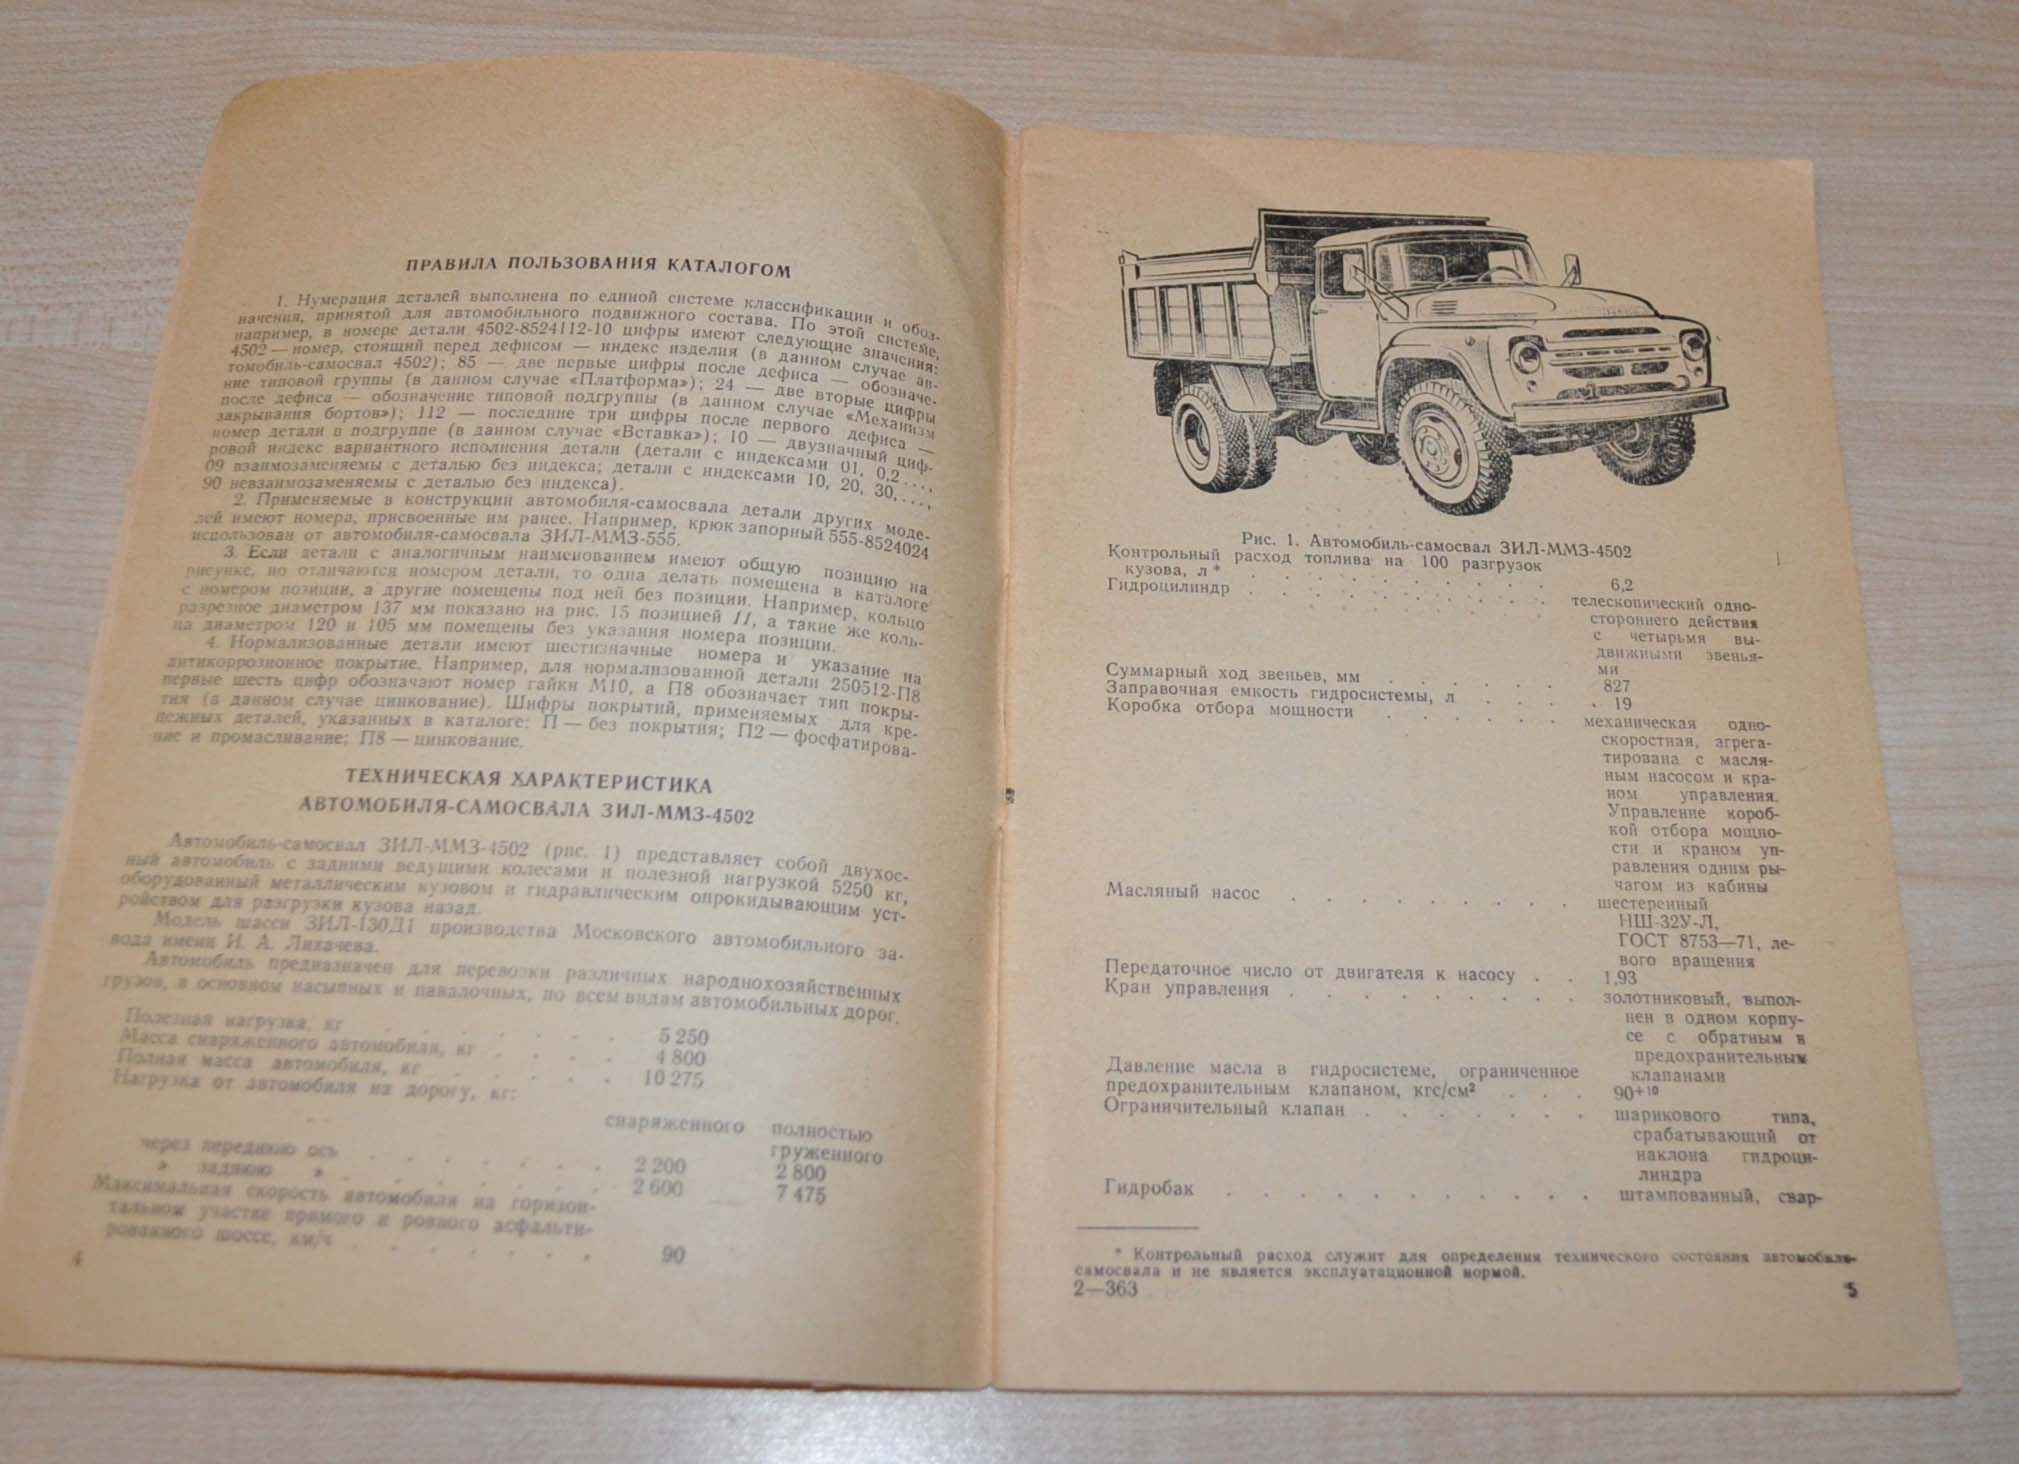 ПРАВИЛА ПОЛЬЗОВАНИЯ КАТАЛОГОМ
1. Нумерация деталей выполнена по единой системе классификации и обоз-
начения, принятой для автомобильного подвижного состава. По этой системе,
например, в номере детали 4502-8524112-10 цифры имеют следующие значения:
4502 — номер, стоящий перед дефисом — индекс изделия (в данном случае ав-
томобиль-самосвал 4502); 85 — две первые цифры после дефиса — обозначе-
ние типовой группы (в данном случае «Платформа»); 24 — две вторые цифры
после дефиса — обозначение типовой подгруппы (в данном случае «Механизм
закрывания бортов»); 112 — последние три цифры после первого дефиса —
номер детали в подгруппе (в данном случае «Вставка»); 10 — двузначный циф-
ровой индекс вариантного исполнения детали (детали с индексами 01, 0,2...,
09 взаимозаменяемы с деталью без индекса; детали с индексами 10, 20, 30,...,
90 невзаимозаменяемы с деталью без индекса).
2. Применяемые в конструкции автомобиля-самосвала детали других моде-
лей имеют номера, присвоенные им ранее. Например, крюк запорный 555-8524024
использован от автомобиля-самосвала ЗИЛ-ММЗ-555.
3. Если детали с аналогичным наименованием имеют общую позицию на
рисунке, но отличаются номером детали, то одна делать помещена в каталоге
с номером позиции, а другие помещены под ней без позиции. Например, кольцо
разрезное диаметром 137 мм показано на рис. 15 позицией 11, а такие же коль-
ца диаметром 120 и 105 мм помещены без указания номера позиции.
4. Нормализованные детали имеют шестизначные номера и указание на
антикоррозионное покрытие. Например, для нормализованной детали 250512-П8
первые шесть цифр обозначают номер гайки М10, а П8 обозначает тип покры-
тия (в данном случае цинкование). Шифры покрытий, применяемых для кре-
пежных деталей, указанных в каталоге: П — без покрытия; П2 — фосфатирова-
ние и промасливание; П8 — цинкование.
ТЕХНИЧЕСКАЯ ХАРАКТЕРИСТИКА
АВТОМОБИЛЯ-САМОСВАЛА ЗИЛ-ММЗ-4502
Автомобиль-самосвал ЗИЛ-ММЗ-4502 (рис. 1) представляет собой двухос-
ный автомобиль с задними ведущими колесами и полезной нагрузкой 5250 кг,
оборудованный металлическим кузовом и гидравлическим опрокидывающим уст-
ройством для разгрузки кузова назад.
Модель шасси ЗИЛ-130Д1 производства Московского автомобильного за-
вода имени И. А. Лихачева.
Автомобиль предназначен для перевозки различных народнохозяйственных
грузов, в основном насыпных и навалочных, по всем видам автомобильных дорог.
Полезная нагрузка, кг . . . . . . 5 250
Масса снаряженного автомобиля, кг . . . . 4 800
Полная масса автомобиля, кг . . . . . 10 275
Нагрузка от автомобиля на дорогу, кг:
снаряженного полностью
груженного
через переднюю ось . . . . . . 2 200 2 800
» заднюю » . . . . . . . 2 600 7 475
Максимальная скорость автомобиля на горизон-
тальном участке прямого и ровного асфальти-
рованного шоссе, км/ч . . . . . . . 90
4
Рис. 1. Автомобиль-самосвал ЗИЛ-ММЗ-4502
Контрольный расход топлива на 100 разгрузок
кузова, л * . . . . . . . . . 6,2
Гидроцилиндр . . . . . . . . . . телескопический одно-
стороннего действия
с четырьмя вы-
движными звенья-
ми
Суммарный ход звеньев, мм . . . . . . 827
Заправочная емкость гидросистемы, л . . . . 19
Коробка отбора мощности . . . . . . механическая одно-
скоростная, агрега-
тирована с масля-
ным насосом и кра-
ном управления.
Управление короб-
кой отбора мощно-
сти и краном уп-
равления одним ры-
чагом из кабины
Масляный насос . . . . . . . . . шестеренный
НШ-32У-Л,
ГОСТ 8753—71, ле-
вого вращения
Передаточное число от двигателя к насосу . . 1,93
Кран управления . . . . . . . . . золотниковый, выпол-
нен в одном корпу-
се с обратным и
предохранительным
клапанами
Давление масла в гидросистеме, ограниченное
предохранительным клапаном, кгс/см² . . . 90+¹⁰
Ограничительный клапан . . . . . . . шарикового типа,
срабатывающий от
наклона гидроци-
линдра
Гидробак . . . . . . . . . . . штампованный, свар-
* Контрольный расход служит для определения технического состояния автомобиля-
самосвала и не является эксплуатационной нормой.
2—363 5